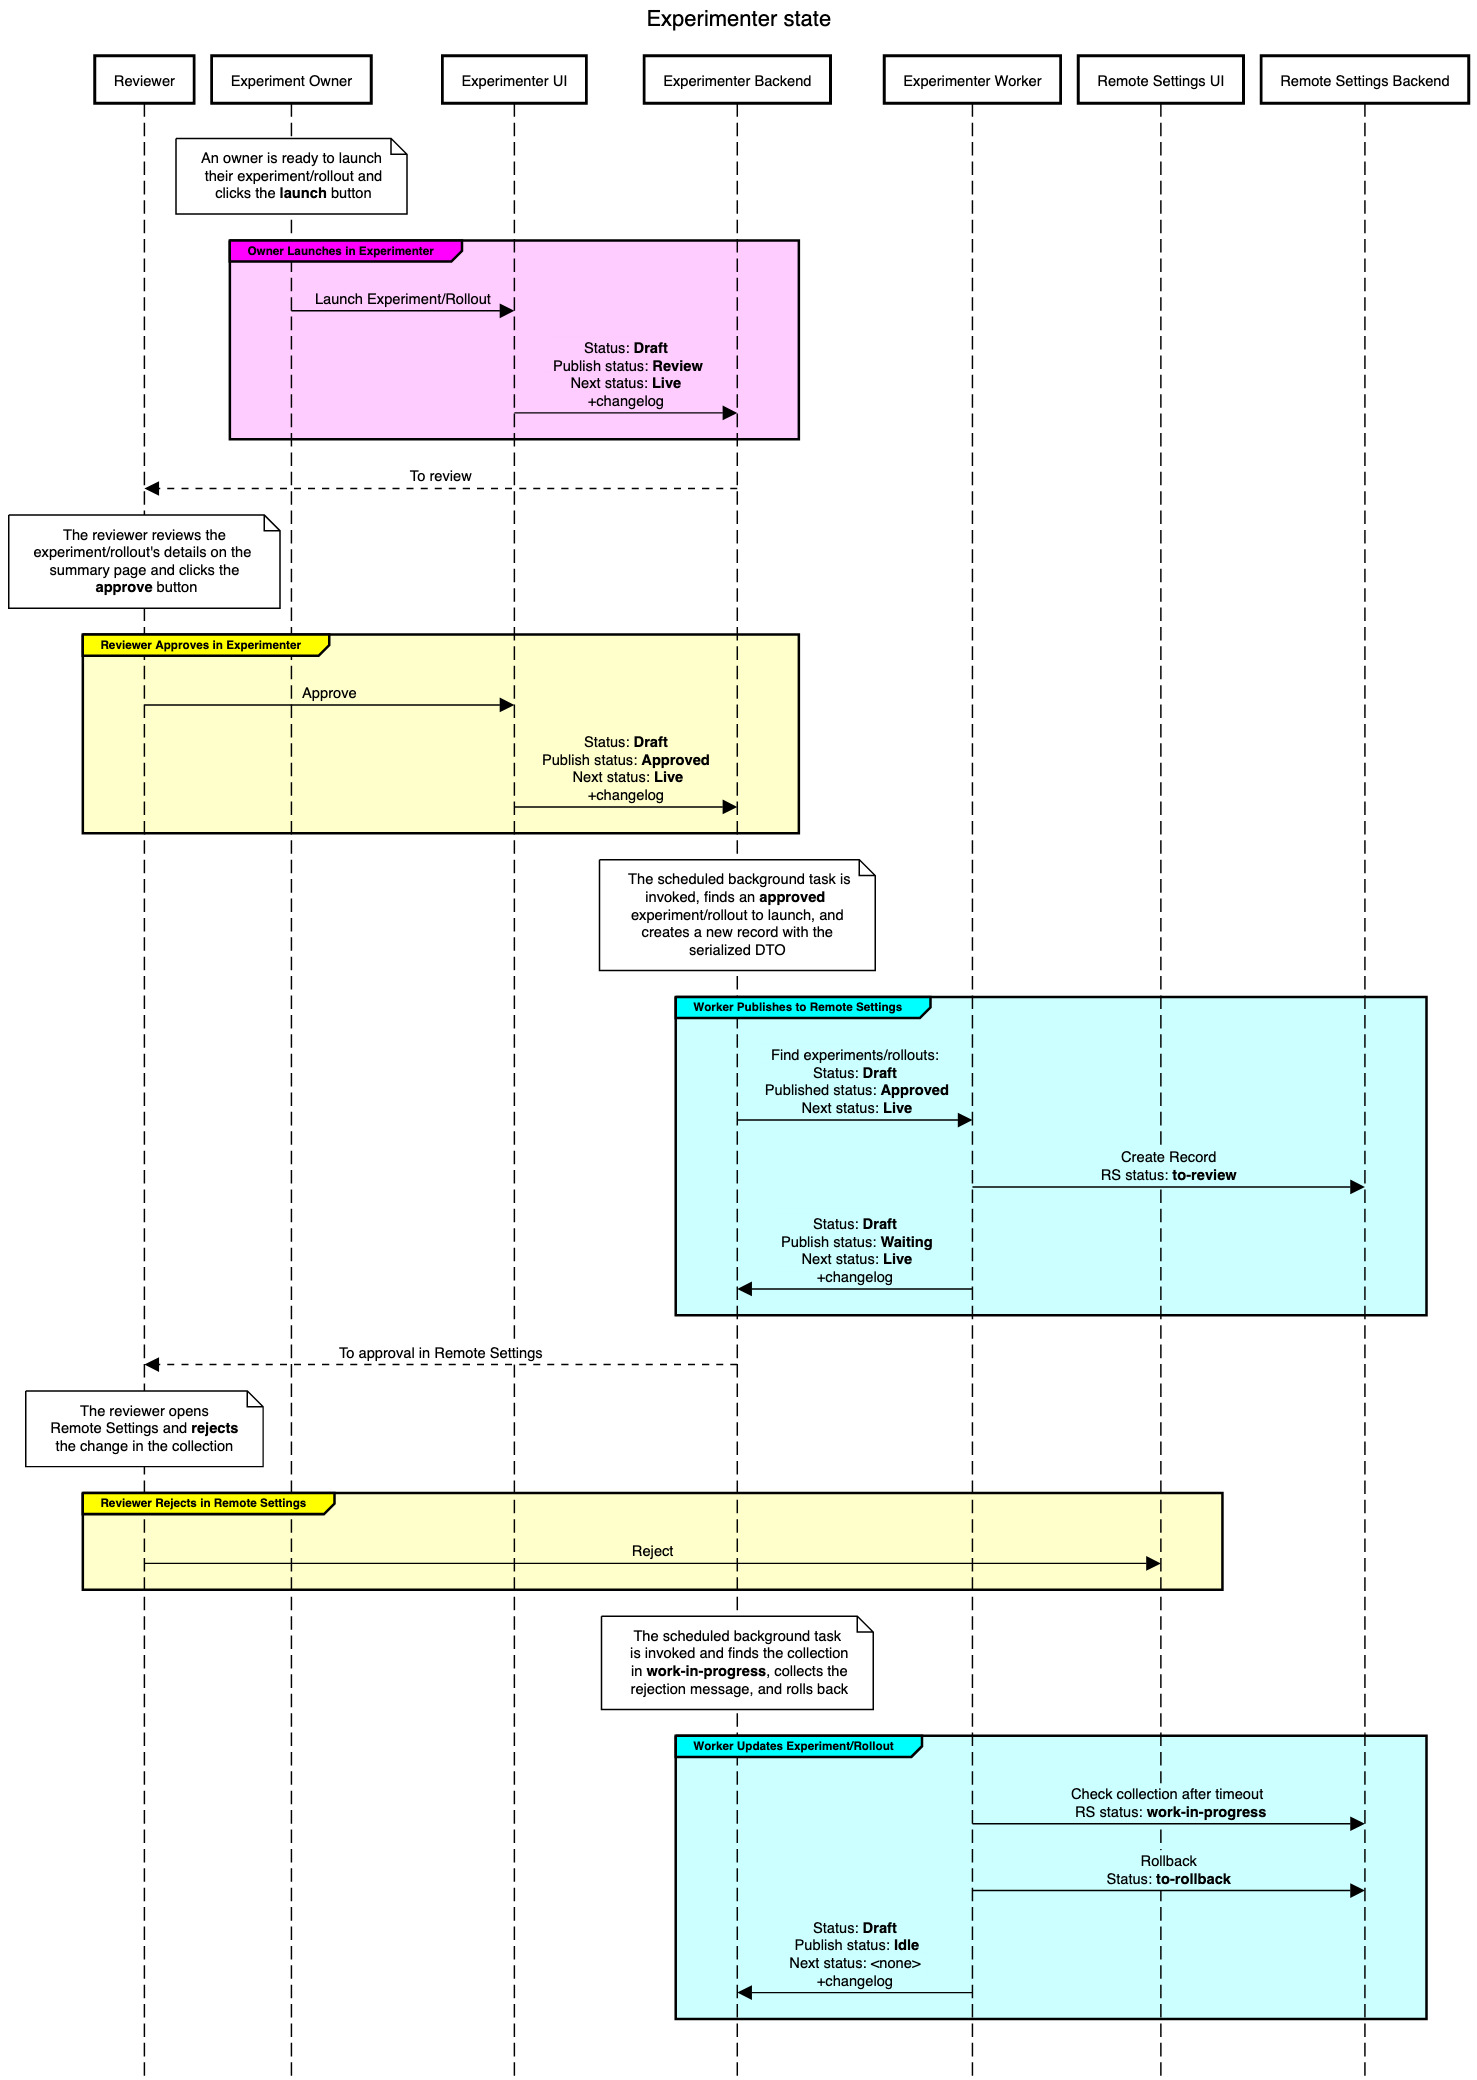 Experimenter state
Reviewer
Experiment Owner
Experimenter UI
Experimenter Backend
Experimenter Worker
Remote Settings UI
Remote Settings Backend
An owner is ready to launch
their experiment/rollout and
clicks the launch button
Owner Launches in Experimenter
Launch Experiment/Rollout
Status: Draft
Publish status: Review
Next status: Live
+changelog
To review
The reviewer reviews the
experiment/rollout's details on the
summary page and clicks the
approve button
Reviewer Approves in Experimenter
Approve
Status: Draft
Publish status: Approved
Next status: Live
+changelog
The scheduled background task is
invoked, finds an approved
experiment/rollout to launch, and
creates a new record with the
serialized DTO
Worker Publishes to Remote Settings
Find experiments/rollouts:
Status: Draft
Published status: Approved
Next status: Live
Create Record
RS status: to-review
Status: Draft
Publish status: Waiting
Next status: Live
+changelog
To approval in Remote Settings
The reviewer opens
Remote Settings and rejects
the change in the collection
Reviewer Rejects in Remote Settings
Reject
The scheduled background task
is invoked and finds the collection
in work-in-progress, collects the
rejection message, and rolls back
Worker Updates Experiment/Rollout
Check collection after timeout
RS status: work-in-progress
Rollback
Status: to-rollback
Status: Draft
Publish status: Idle
Next status: <none>
+changelog